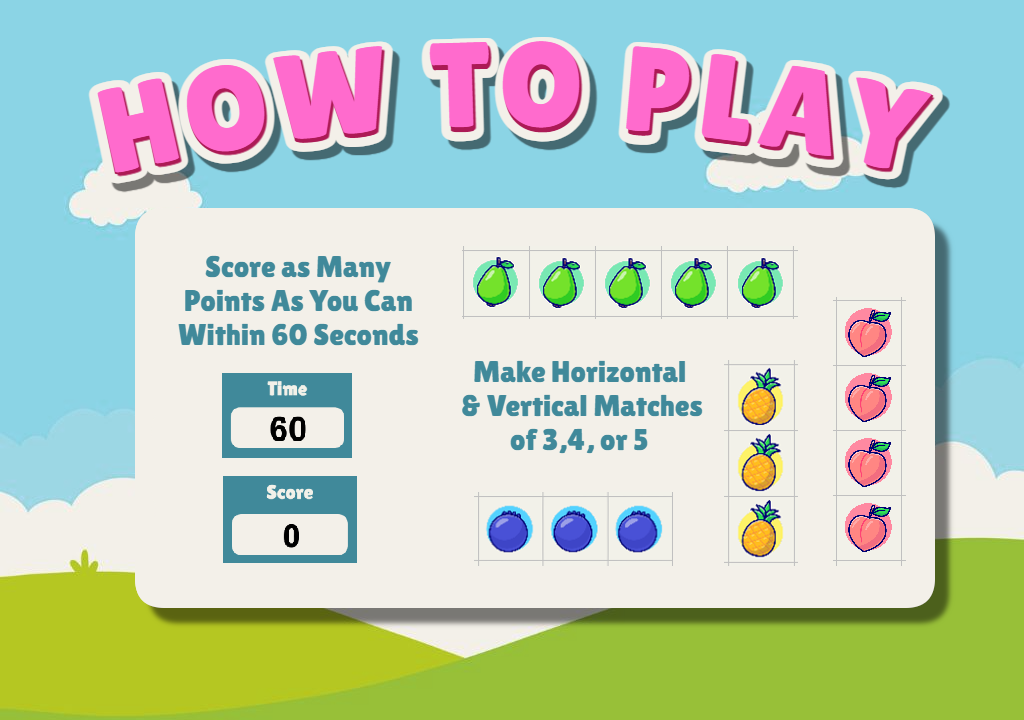 HOW TO PLAY
Score as Many
Points As You Can
Within 60 Seconds
Time
60
Score
0
Make Horizontal
& Vertical Matches
of 3,4, or 5